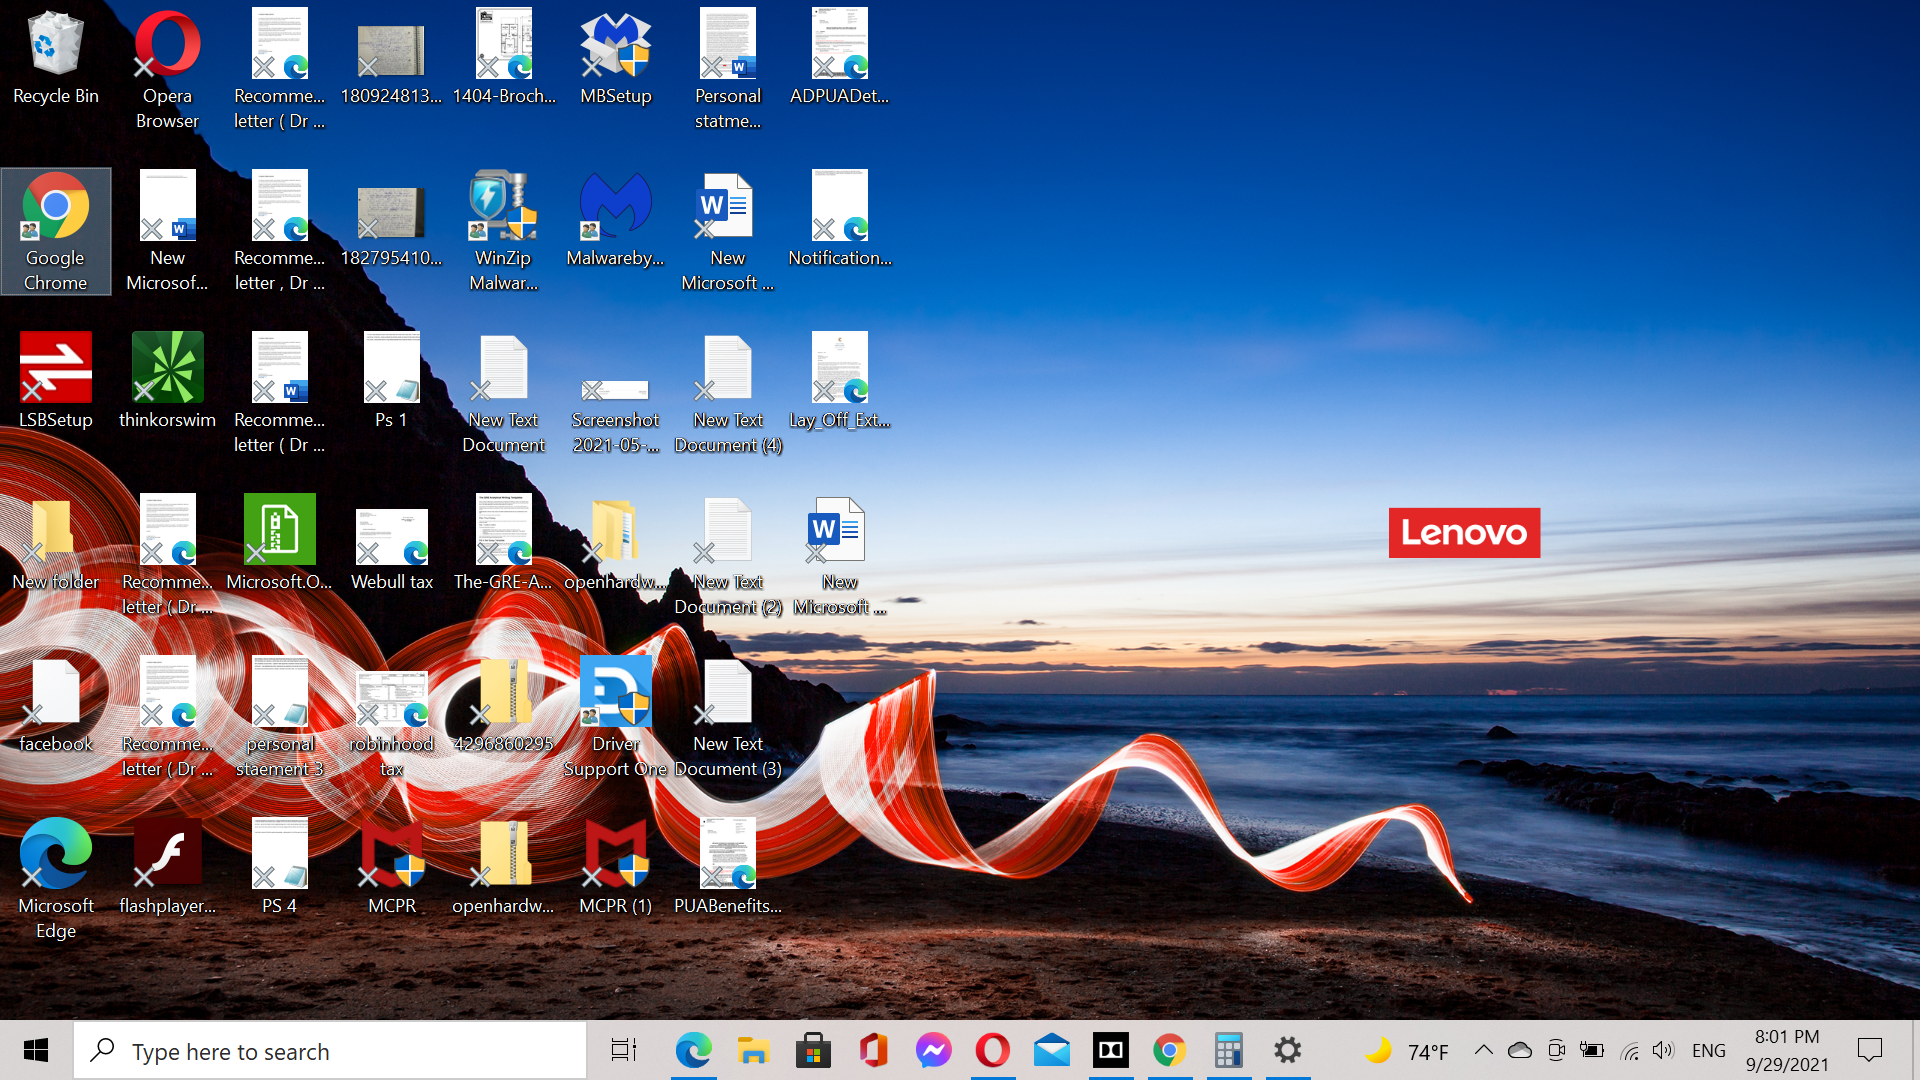 Recycle Bin
Opera
Browser
Recomme...
letter ( Dr ...
180924813...
1404-Broch...
MBSetup
Personal
statme...
ADPUADet...
Google
Chrome
New
Microsof...
Recomme...
letter , Dr ...
182795410...
WinZip
Malwar...
Malwareby...
New
Microsoft ...
Notification...
LSBSetup
thinkorswim
Recomme...
letter ( Dr ...
Ps 1
New Text
Document
Screenshot
2021-05-...
New Text
Document (4)
Lay_Off_Ext...
New folder
Recomme...
letter ( Dr ...
Microsoft.O...
Webull tax
The-GRE-A...
openhardw...
New Text
Document (2)
New
Microsoft ...
Lenovo
facebook
Recomme...
letter ( Dr ...
personal
staement 3
robinhood
tax
4296860295
Driver
Support One
New Text
Document (3)
Microsoft
Edge
flashplayer...
PS 4
MCPR
openhardw...
MCPR (1)
PUABenefits...
Type here to search
74°F
ENG
8:01 PM
9/29/2021